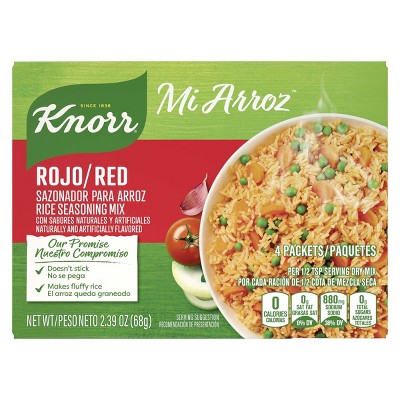 SINCE 1838
Knorr
Mi Arroz™
ROJO/RED
SAZONADOR PARA ARROZ
RICE SEASONING MIX
CON SABORES NATURALES Y ARTIFICIALES
NATURALLY AND ARTIFICIALLY FLAVORED
Our Promise
Nuestro Compromiso
Doesn't stick
No se pega
Makes fluffy rice
El arroz queda graneado
NET WT/PESO NETO 2.39 OZ (68g)
SERVING SUGGESTION
RECOMENDACIÓN DE PRESENTACIÓN
4 PACKETS/PAQUETES
PER 1/2 TSP SERVING DRY MIX
POR CADA RACIÓN DE 1/2 CDTA DE MEZCLA SECA
0 CALORIES CALORÍAS
0g SAT FAT GRASAS SAT 0% DV
880mg SODIUM SODIO 38% DV
0g TOTAL SUGARS AZÚCARES TOTALES